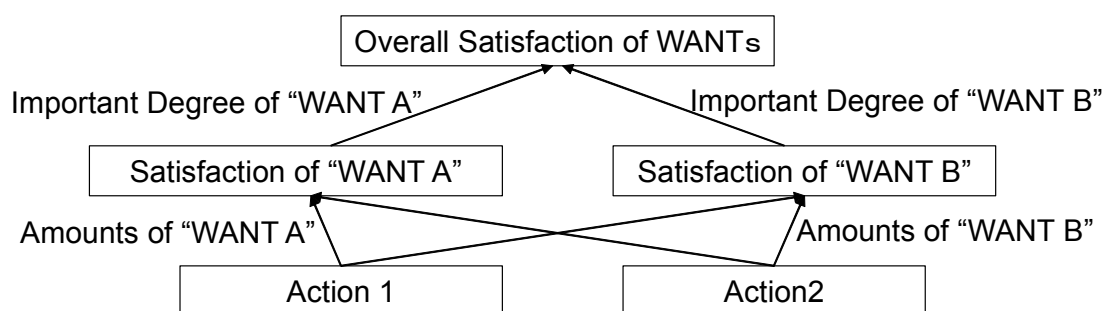 Overall Satisfaction of WANTs
Important Degree of “WANT A”
Important Degree of “WANT B”
Satisfaction of “WANT A”
Satisfaction of “WANT B”
Amounts of “WANT A”
Amounts of “WANT B”
Action 1
Action2